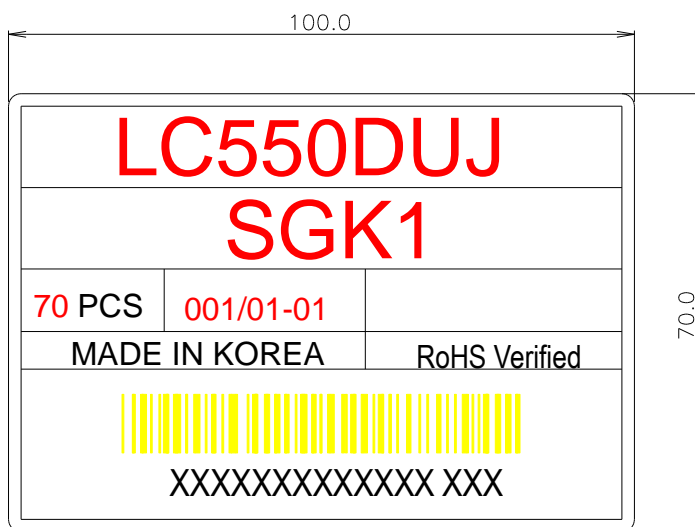 100.0
LC550DUJ
SGK1
70 PCS 001/01-01
70.0
MADE IN KOREA RoHS Verified
XXXXXXXXXXXXX XXX